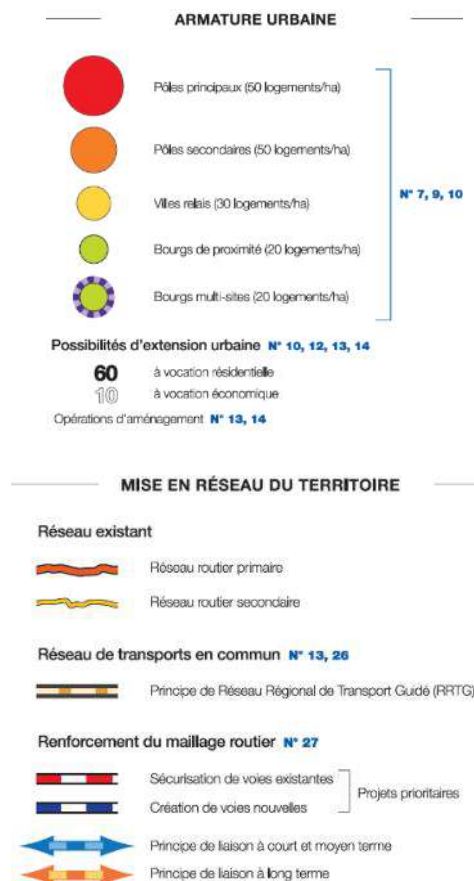 ARMATURE URBAINE
Pôles principaux (50 logements/ha)
Pôles secondaires (50 logements/ha)
Villes relais (30 logements/ha)
N° 7, 9, 10
Bourgs de proximité (20 logements/ha)
Bourgs multi-sites (20 logements/ha)
Possibilités d'extension urbaine N° 10, 12, 13, 14
60 à vocation résidentielle
10 à vocation économique
Opérations d'aménagement N° 13, 14
MISE EN RÉSEAU DU TERRITOIRE
Réseau existant
Réseau routier primaire
Réseau routier secondaire
Réseau de transports en commun N° 13, 26
Principe de Réseau Régional de Transport Guidé (RRTG)
Renforcement du maillage routier N° 27
Sécurisation de voies existantes
Création de voies nouvelles
Projets prioritaires
Principe de liaison à court et moyen terme
Principe de liaison à long terme